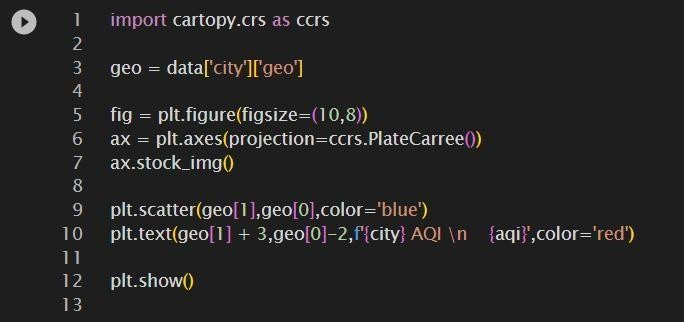 1 import cartopy.crs as ccrs
2
3 geo = data['city']['geo']
4
5 fig = plt.figure(figsize=(10,8))
6 ax = plt.axes(projection=ccrs.PlateCarree())
7 ax.stock_img()
8
9 plt.scatter(geo[1],geo[0],color='blue')
10 plt.text(geo[1] + 3,geo[0]-2,f'{city} AQI \n    {aqi}',color='red')
11
12 plt.show()
13